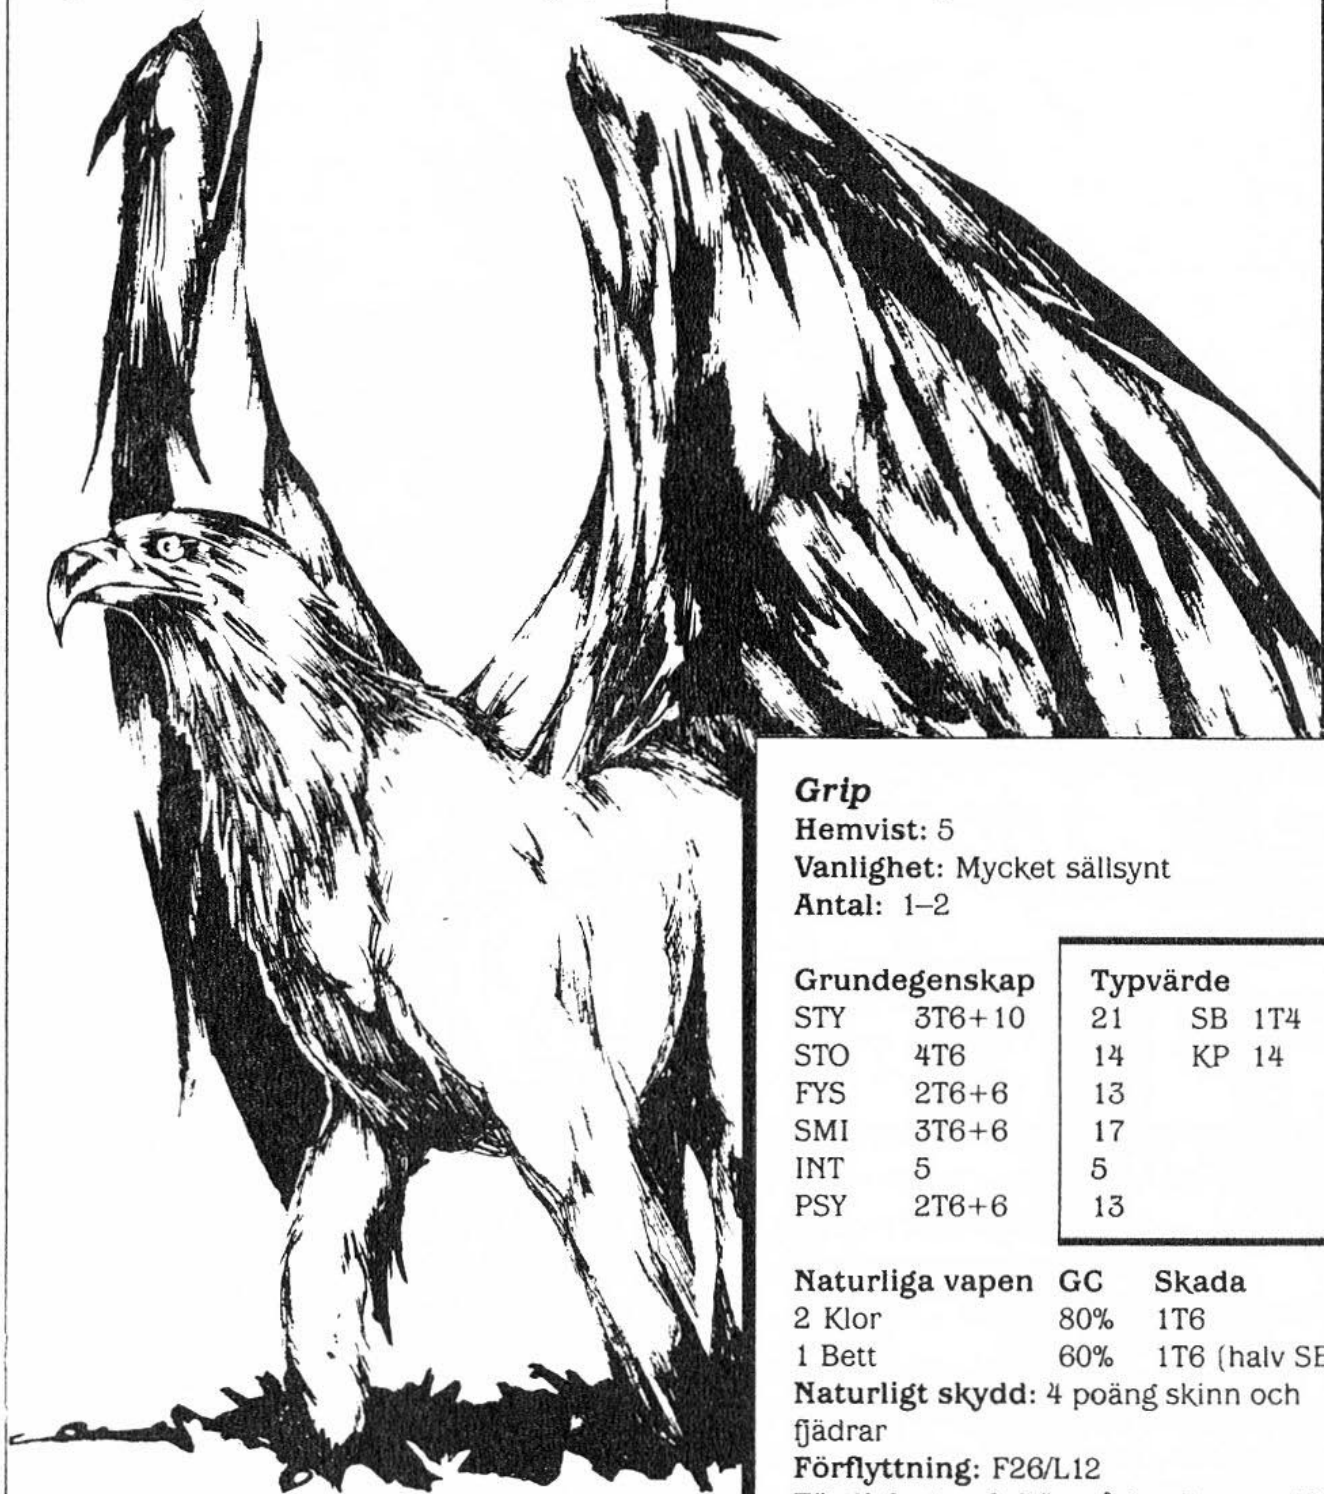 Grip
Hemvist: 5
Vanlighet: Mycket sällsynt
Antal: 1–2
Grundegenskap Typvärde
STY 3T6+10 21 SB 1T4
STO 4T6 14 KP 14
FYS 2T6+6 13
SMI 3T6+6 17
INT 5 5
PSY 2T6+6 13
Naturliga vapen GC Skada
2 Klor 80% 1T6
1 Bett 60% 1T6 (halv SB
Naturligt skydd: 4 poäng skinn och
fjädrar
Förflyttning: F26/L12